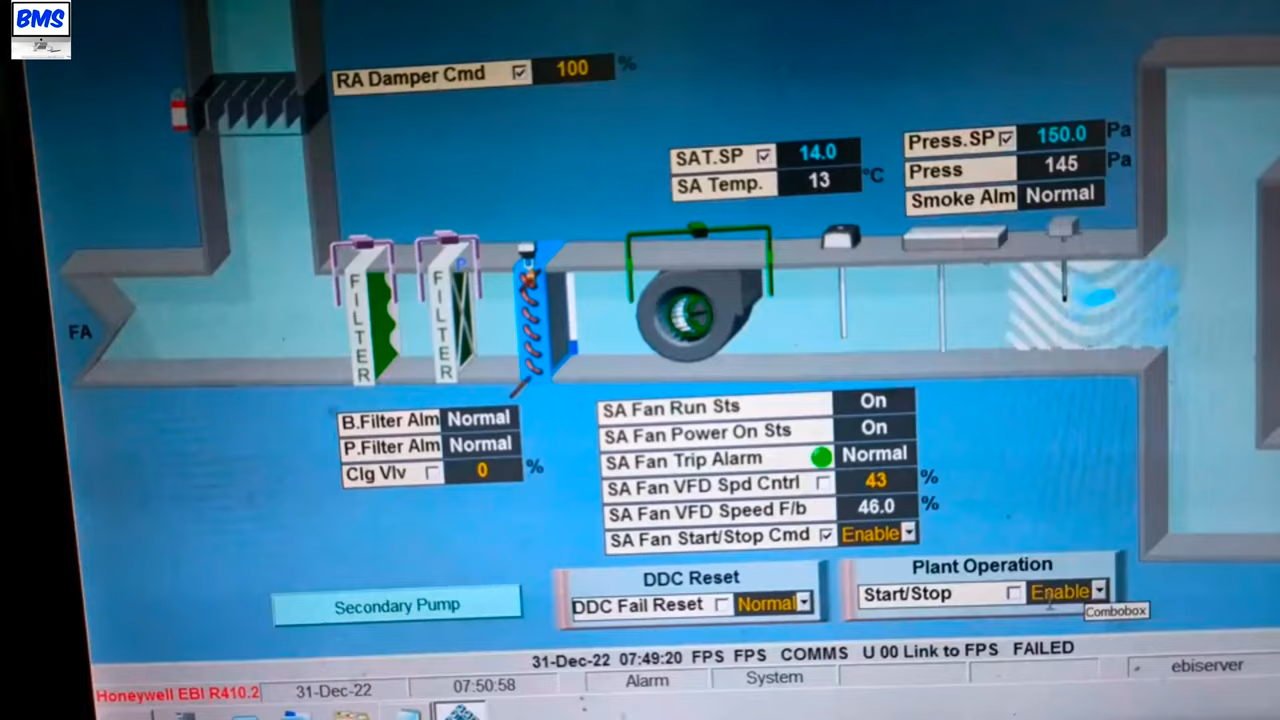 BMS
RA Damper Cmd 100 %
SAT.SP 14.0
SA Temp. 13 °C
Press.SP 150.0 Pa
Press 145 Pa
Smoke Alm Normal
FA
FILTER
FILTER
B.Filter Alm Normal
P.Filter Alm Normal
Clg Vlv 0 %
SA Fan Run Sts On
SA Fan Power On Sts On
SA Fan Trip Alarm Normal
SA Fan VFD Spd Cntrl 43 %
SA Fan VFD Speed F/b 46.0 %
SA Fan Start/Stop Cmd Enable
Secondary Pump
DDC Reset
DDC Fail Reset Normal
Plant Operation
Start/Stop Enable
Combobox
31-Dec-22 07:49:20 FPS FPS COMMS U 00 Link to FPS FAILED
Honeywell EBI R410.2 31-Dec-22 07:50:58 Alarm System ebiserver